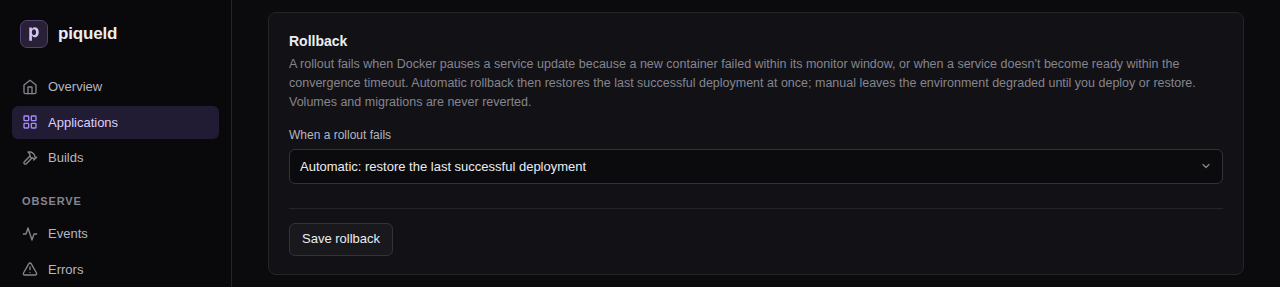 piqueld
Overview
Applications
Builds
OBSERVE
Events
Errors
Rollback
A rollout fails when Docker pauses a service update because a new container failed within its monitor window, or when a service doesn't become ready within the
convergence timeout. Automatic rollback then restores the last successful deployment at once; manual leaves the environment degraded until you deploy or restore.
Volumes and migrations are never reverted.
When a rollout fails
Automatic: restore the last successful deployment
Save rollback